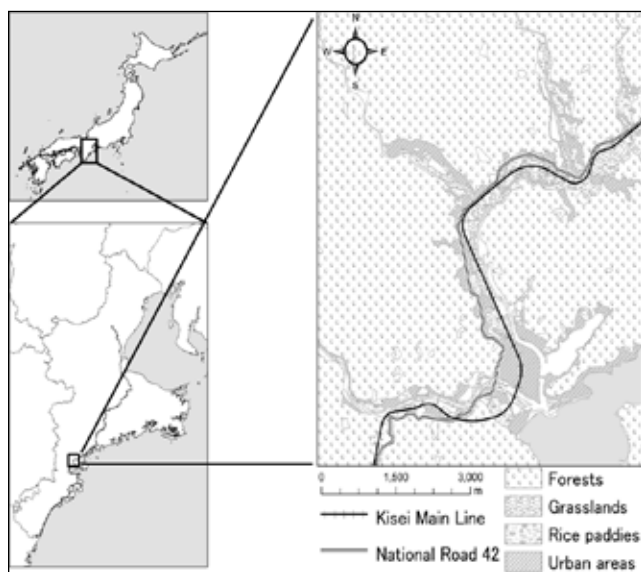 N
W E
S
0 1,500 3,000
m
Kisei Main Line
National Road 42
Forests
Grasslands
Rice paddies
Urban areas